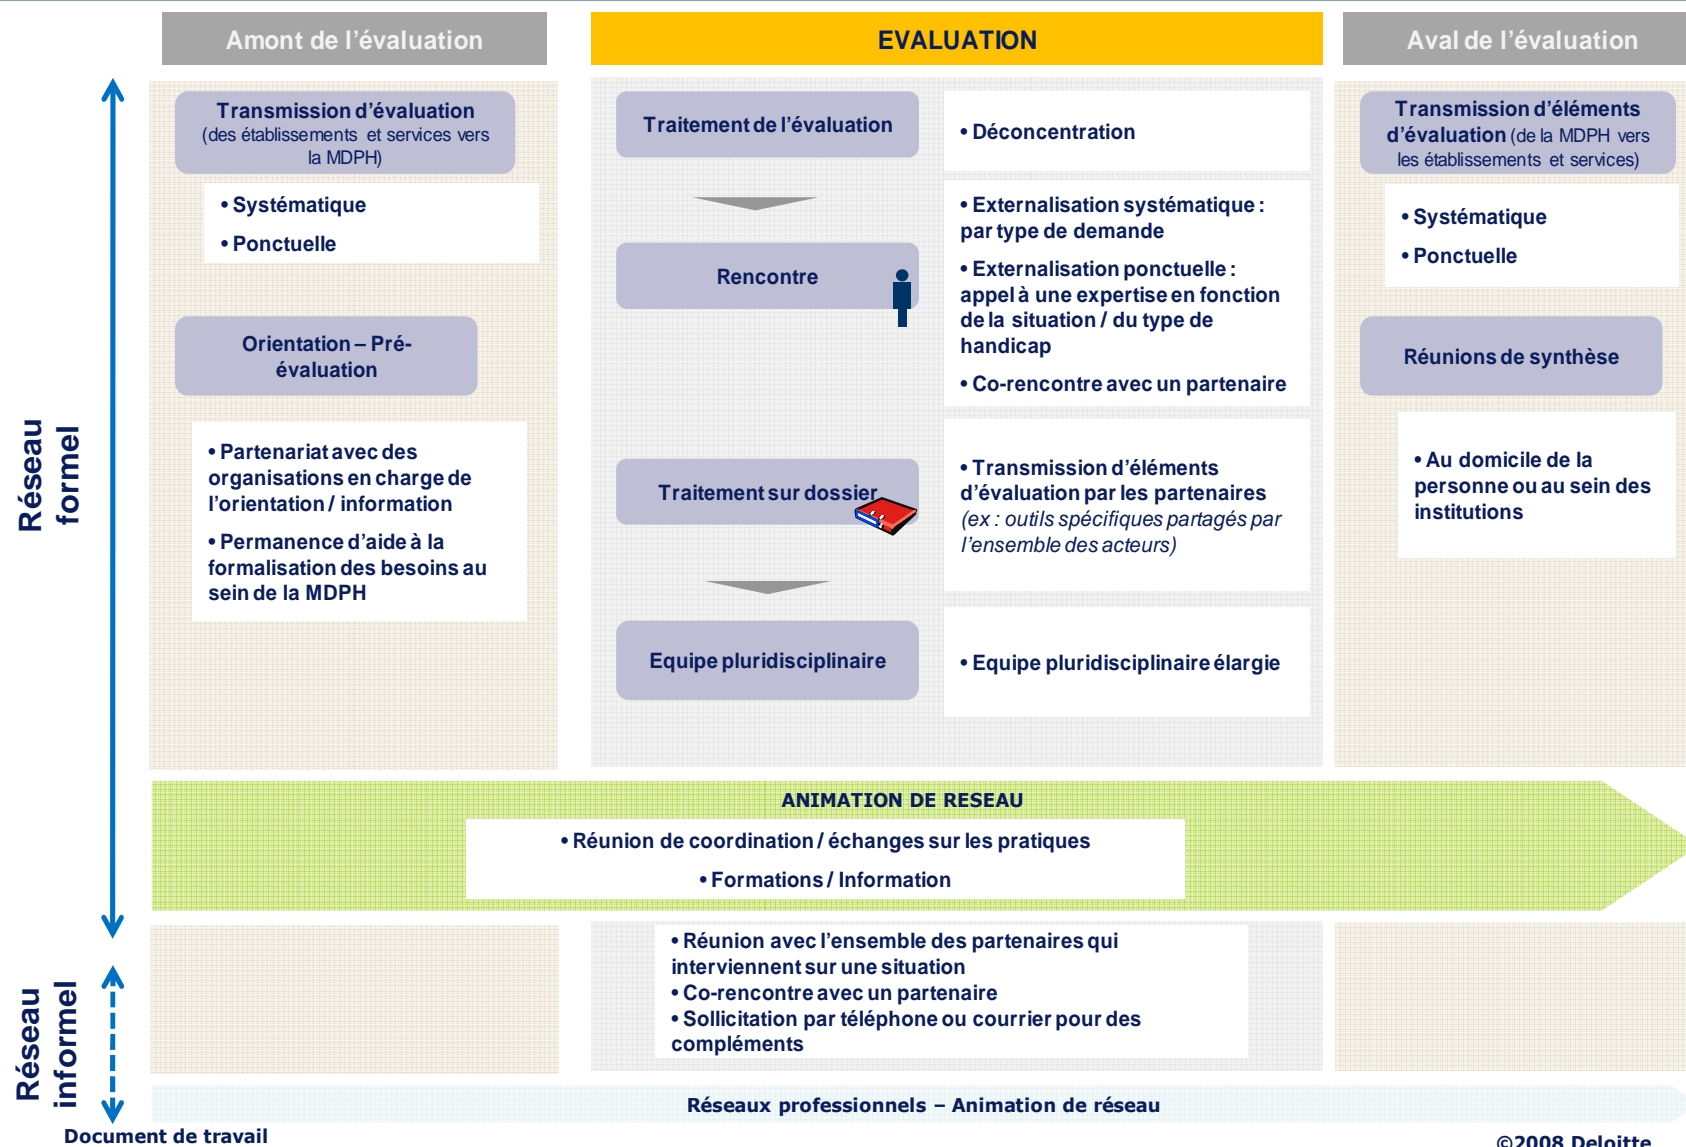 Amont de l'évaluation
EVALUATION
Aval de l'évaluation
Réseau
formel
Transmission d'évaluation
(des établissements et services vers
la MDPH)
• Systématique
• Ponctuelle
Orientation – Pré-
évaluation
• Partenariat avec des
organisations en charge de
l'orientation / information
• Permanence d'aide à la
formalisation des besoins au
sein de la MDPH
Traitement de l'évaluation
• Déconcentration
Rencontre
• Externalisation systématique :
par type de demande
• Externalisation ponctuelle :
appel à une expertise en fonction
de la situation / du type de
handicap
• Co-rencontre avec un partenaire
Traitement sur dossier
• Transmission d'éléments
d'évaluation par les partenaires
(ex : outils spécifiques partagés par
l'ensemble des acteurs)
Equipe pluridisciplinaire
• Equipe pluridisciplinaire élargie
Transmission d'éléments
d'évaluation (de la MDPH vers
les établissements et services)
• Systématique
• Ponctuelle
Réunions de synthèse
• Au domicile de la
personne ou au sein des
institutions
ANIMATION DE RESEAU
• Réunion de coordination / échanges sur les pratiques
• Formations / Information
Réseau
informel
• Réunion avec l'ensemble des partenaires qui
interviennent sur une situation
• Co-rencontre avec un partenaire
• Sollicitation par téléphone ou courrier pour des
compléments
Réseaux professionnels – Animation de réseau
Document de travail
©2008 Deloitte